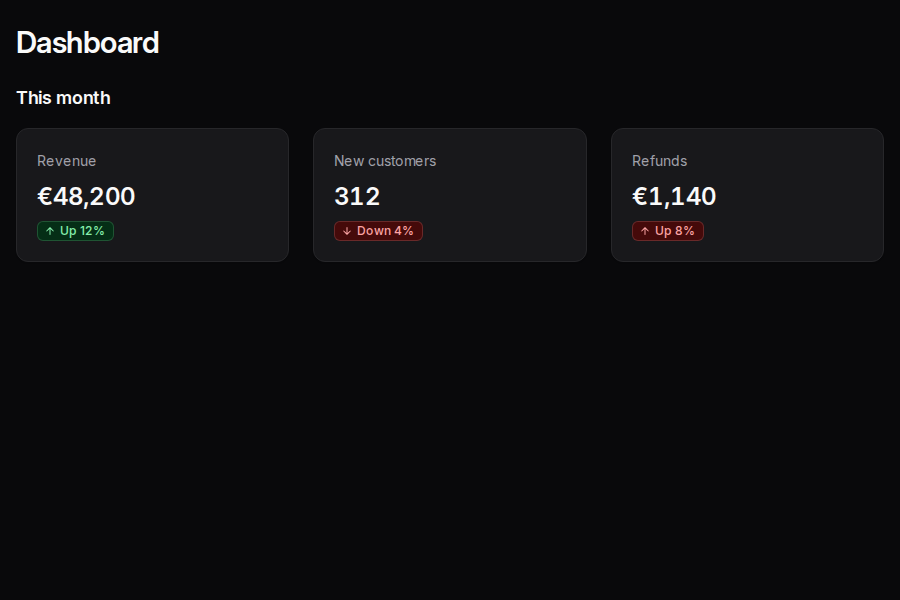 Dashboard
This month
Revenue
€48,200
↑ Up 12%
New customers
312
↓ Down 4%
Refunds
€1,140
↑ Up 8%